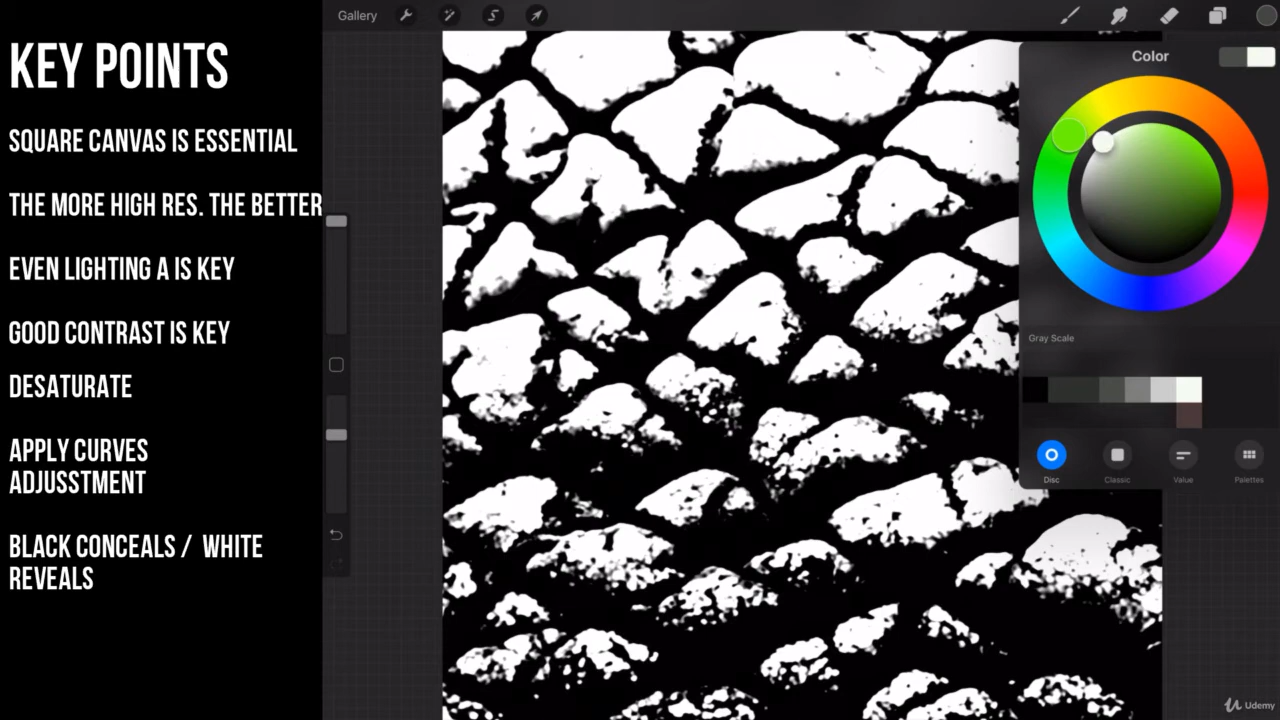 KEY POINTS
SQUARE CANVAS IS ESSENTIAL
THE MORE HIGH RES. THE BETTER
EVEN LIGHTING A IS KEY
GOOD CONTRAST IS KEY
DESATURATE
APPLY CURVES
ADJUSSTMENT
BLACK CONCEALS / WHITE
REVEALS
Gallery
Color
Gray Scale
Disc
Classic
Value
Palettes
Udemy